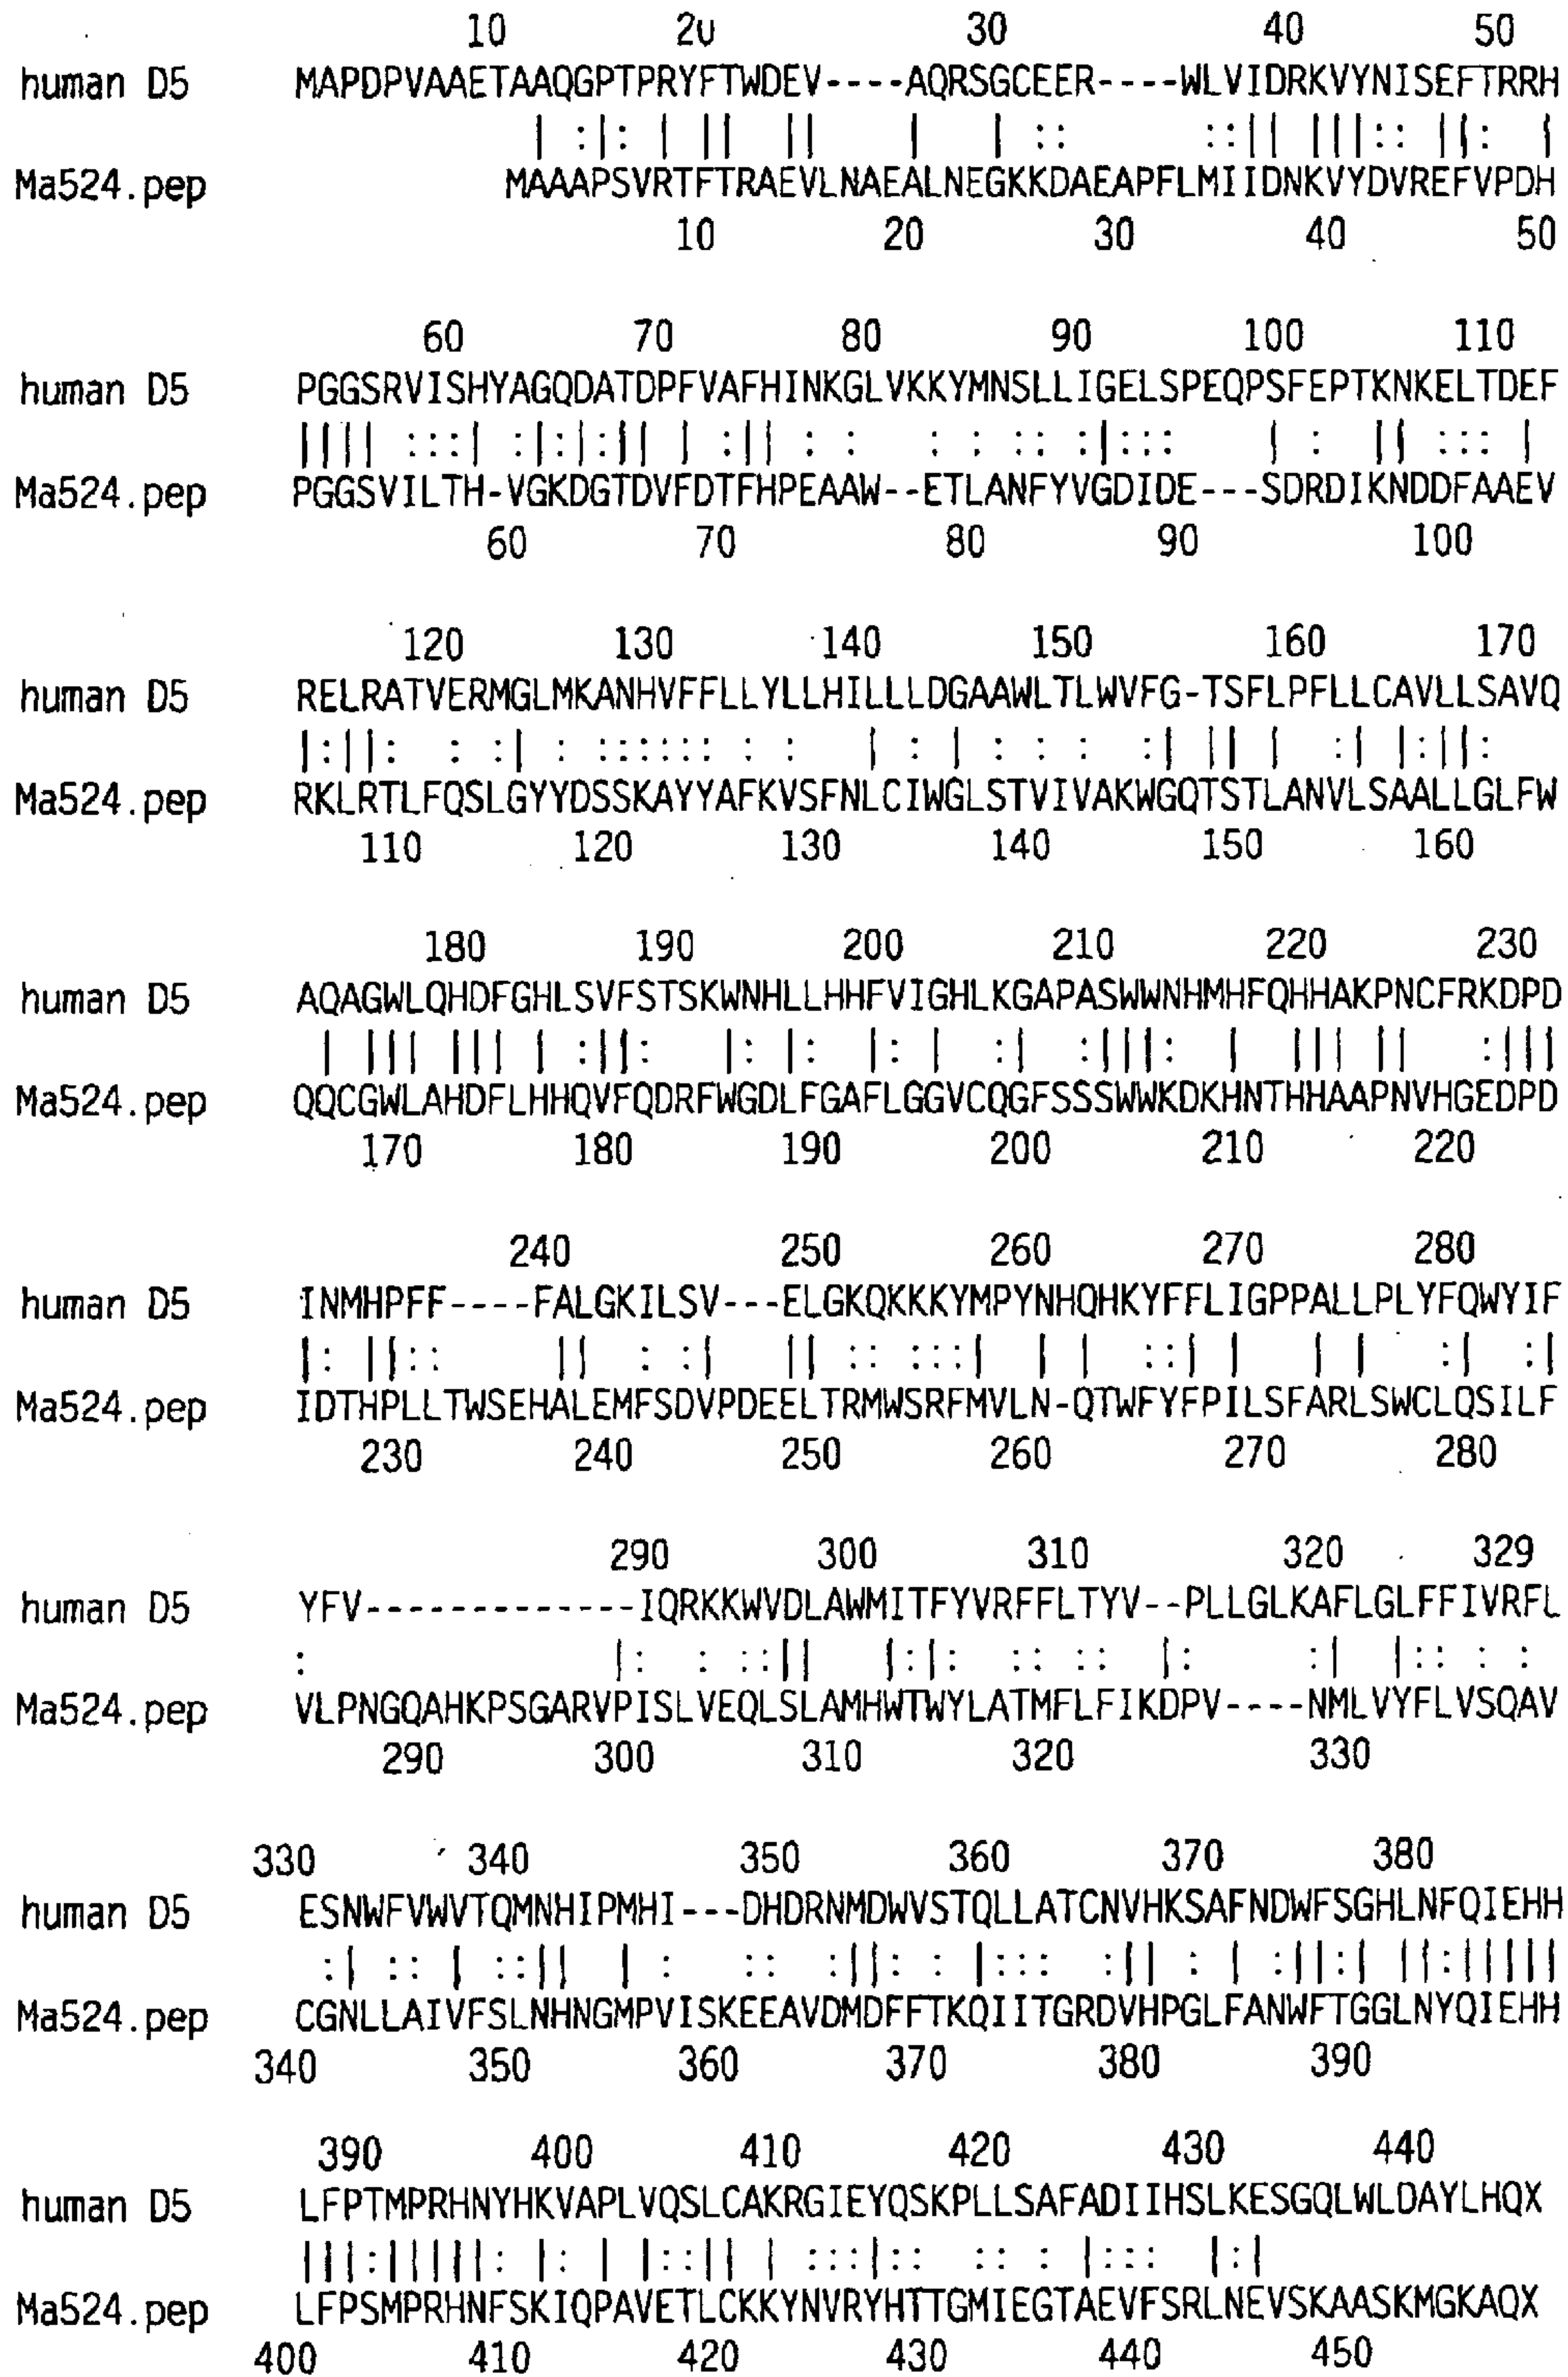 10 20 30 40 50
human D5 MAPDPVAAETAAQGPTPRYFTWDEV----AQRSGCEER----WLVIDRKVYNISEFTRRH
| :|: | || || | | :: ::|| |||:: ||: |
Ma524.pep MAAAPSVRTFTRAEVLNAEALNEGKKDAEAPFLMIIDNKVYDVREFVPDH
10 20 30 40 50
60 70 80 90 100 110
human D5 PGGSRVISHYAGQDATDPFVAFHINKGLVKKYMNSLLIGELSPEQPSFEPTKNKELTDEF
|||| :::| :|:|:|| | :|| : : : : :: :|::: | : || ::: |
Ma524.pep PGGSVILTH-VGKDGTDVFDTFHPEAAW--ETLANFYVGDIDE---SDRDIKNDDFAAEV
60 70 80 90 100
120 130 140 150 160 170
human D5 RELRATVERMGLMKANHVFFLLYLLHILLLDGAAWLTLWVFG-TSFLPFLLCAVLLSAVQ
|:||: : :| : :::::: : : | : | : : : :| || | :| |:||:
Ma524.pep RKLRTLFQSLGYYDSSKAYYAFKVSFNLCIWGLSTVIVAKWGQTSTLANVLSAALLGLFW
110 120 130 140 150 160
180 190 200 210 220 230
human D5 AQAGWLQHDFGHLSVFSTSKWNHLLHHFVIGHLKGAPASWWNHMHFQHHAKPNCFRKDPD
| ||| ||| | :||: |: |: |: | :| :|||: | ||| || :|||
Ma524.pep QQCGWLAHDFLHHQVFQDRFWGDLFGAFLGGVCQGFSSSWWKDKHNTHHAAPNVHGEDPD
170 180 190 200 210 220
240 250 260 270 280
human D5 INMHPFF----FALGKILSV---ELGKQKKKYMPYNHQHKYFFLIGPPALLPLYFQWYIF
|: ||:: || : :| || :: :::| | | ::| | | | :| :|
Ma524.pep IDTHPLLTWSEHALEMFSDVPDEELTRMWSRFMVLN-QTWFYFPILSFARLSWCLQSILF
230 240 250 260 270 280
290 300 310 320 329
human D5 YFV-------------IQRKKWVDLAWMITFYVRFFLTYV--PLLGLKAFLGLFFIVRFL
: |: : ::|| |:|: :: :: |: :| |:: : :
Ma524.pep VLPNGQAHKPSGARVPISLVEQLSLAMHWTWYLATMFLFIKDPV----NMLVYFLVSQAV
290 300 310 320 330
330 340 350 360 370 380
human D5 ESNWFVWVTQMNHIPMHI---DHDRNMDWVSTQLLATCNVHKSAFNDWFSGHLNFQIEHH
:| :: | ::|| | : :: :||: : |::: :|| : | :||:| ||:|||||
Ma524.pep CGNLLAIVFSLNHNGMPVISKEEAVDMDFFTKQIITGRDVHPGLFANWFTGGLNYQIEHH
340 350 360 370 380 390
390 400 410 420 430 440
human D5 LFPTMPRHNYHKVAPLVQSLCAKRGIEYQSKPLLSAFADIIHSLKESGQLWLDAYLHQX
|||:|||||: |: | |::|| | ::::|:: :: : |::: |:|
Ma524.pep LFPSMPRHNFSKIQPAVETLCKKYNVRYHTTGMIEGTAEVFSRLNEVSKAASKMGKAQX
400 410 420 430 440 450